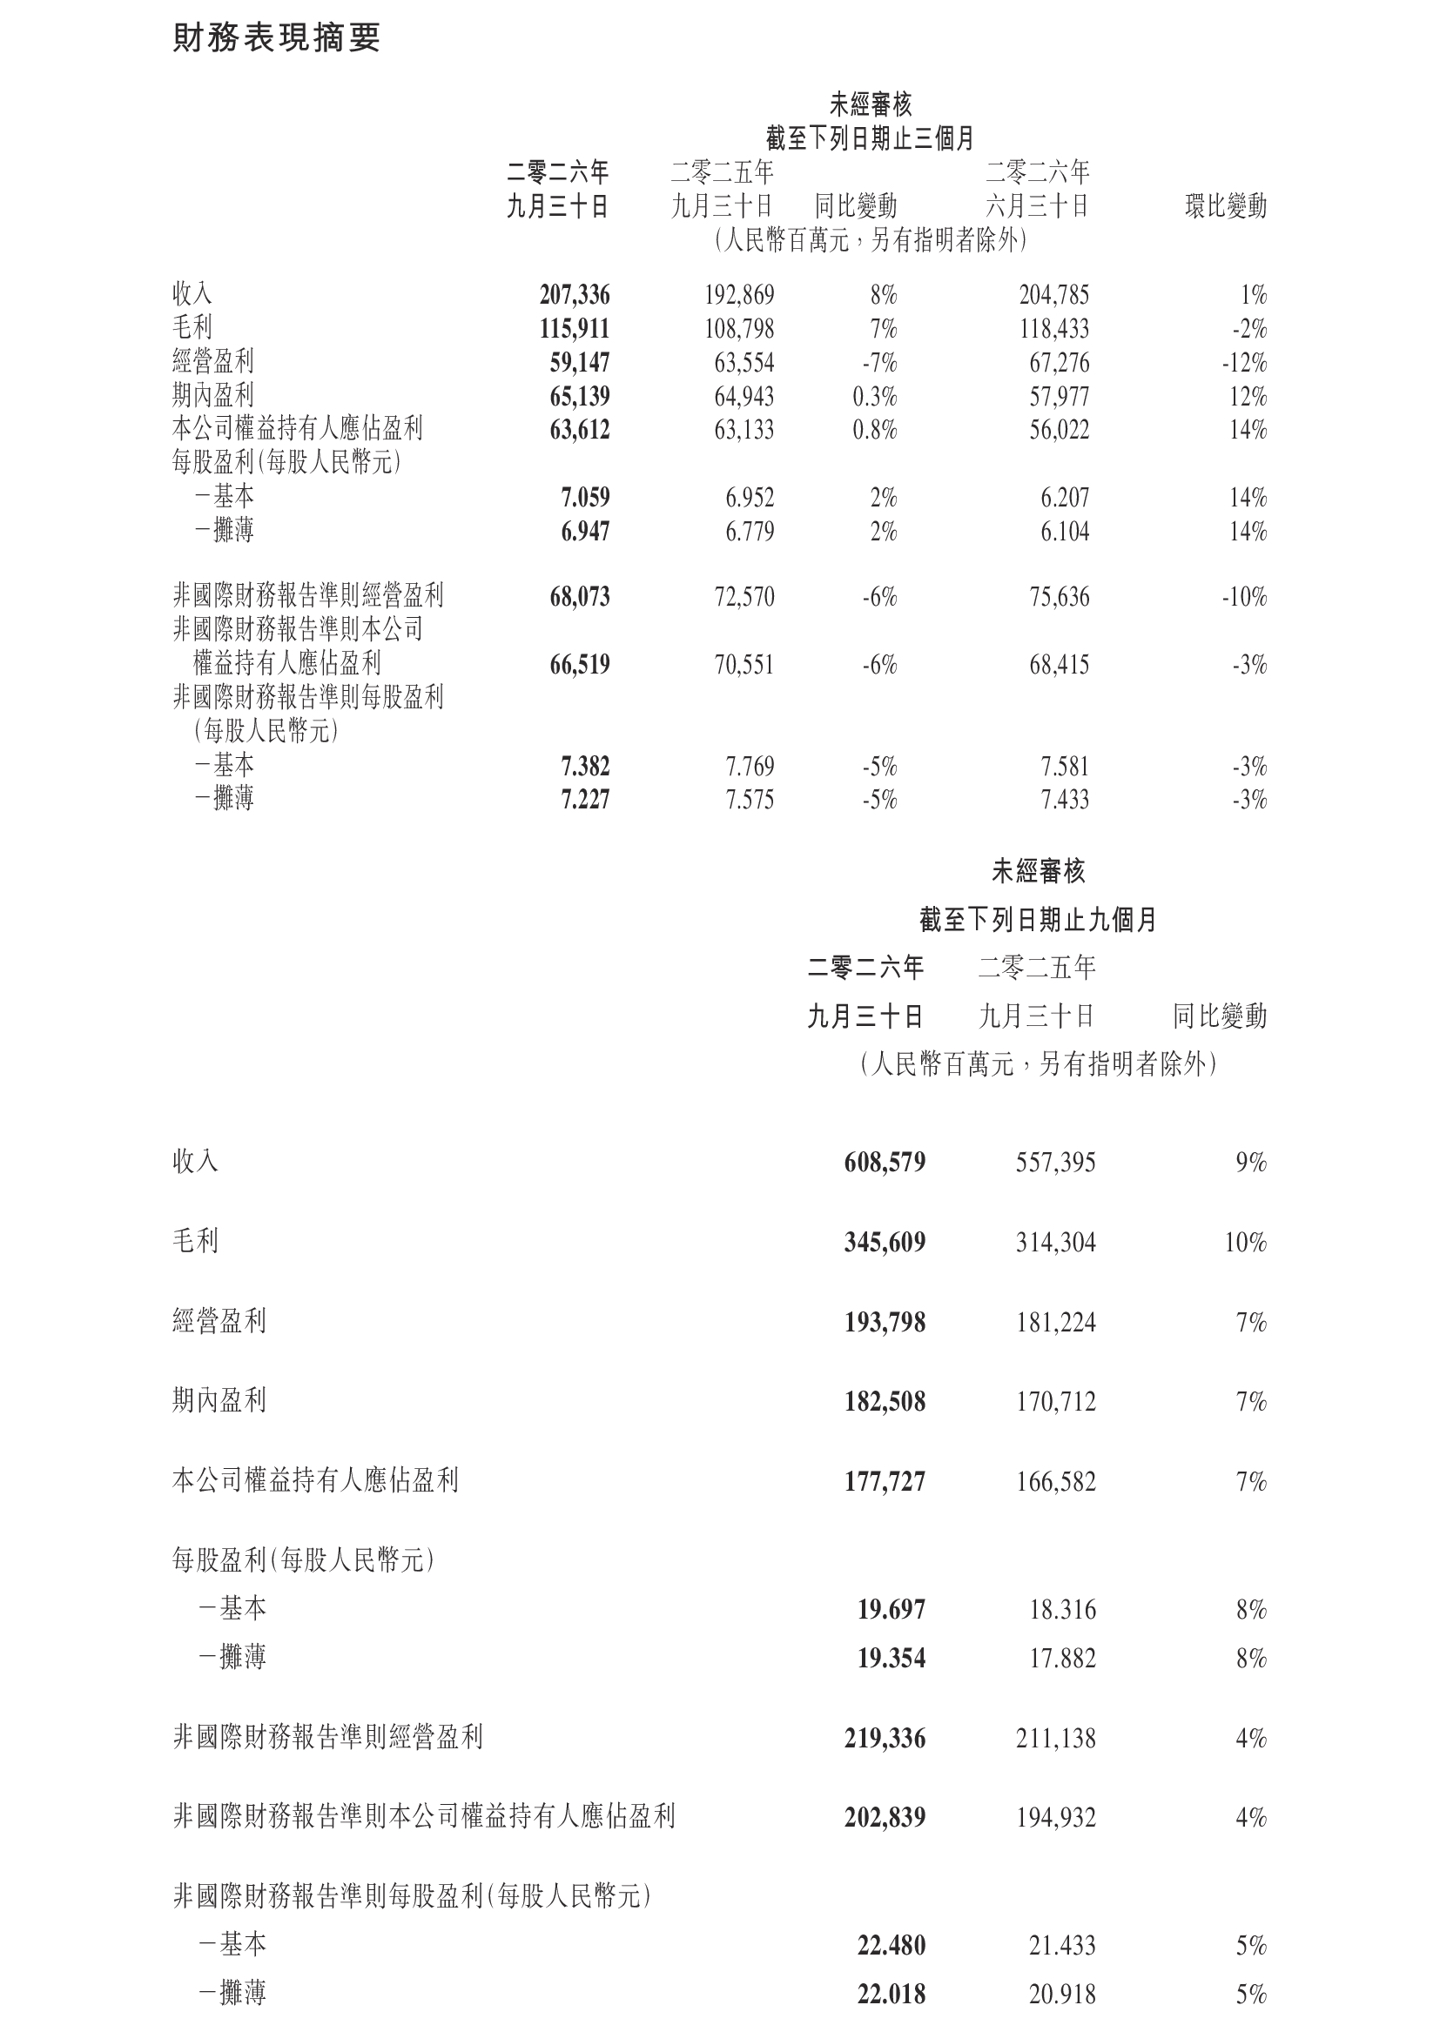 財務表現摘要
未經審核
截至下列日期止三個月
二零二六年 二零二五年 二零二六年
九月三十日 九月三十日 同比變動 六月三十日 環比變動
(人民幣百萬元，另有指明者除外)
收入 207,336 192,869 8% 204,785 1%
毛利 115,911 108,798 7% 118,433 -2%
經營盈利 59,147 63,554 -7% 67,276 -12%
期內盈利 65,139 64,943 0.3% 57,977 12%
本公司權益持有人應佔盈利 63,612 63,133 0.8% 56,022 14%
每股盈利(每股人民幣元)
－基本 7.059 6.952 2% 6.207 14%
－攤薄 6.947 6.779 2% 6.104 14%
非國際財務報告準則經營盈利 68,073 72,570 -6% 75,636 -10%
非國際財務報告準則本公司
權益持有人應佔盈利 66,519 70,551 -6% 68,415 -3%
非國際財務報告準則每股盈利
(每股人民幣元)
－基本 7.382 7.769 -5% 7.581 -3%
－攤薄 7.227 7.575 -5% 7.433 -3%
未經審核
截至下列日期止九個月
二零二六年 二零二五年
九月三十日 九月三十日 同比變動
(人民幣百萬元，另有指明者除外)
收入 608,579 557,395 9%
毛利 345,609 314,304 10%
經營盈利 193,798 181,224 7%
期內盈利 182,508 170,712 7%
本公司權益持有人應佔盈利 177,727 166,582 7%
每股盈利(每股人民幣元)
－基本 19.697 18.316 8%
－攤薄 19.354 17.882 8%
非國際財務報告準則經營盈利 219,336 211,138 4%
非國際財務報告準則本公司權益持有人應佔盈利 202,839 194,932 4%
非國際財務報告準則每股盈利(每股人民幣元)
－基本 22.480 21.433 5%
－攤薄 22.018 20.918 5%